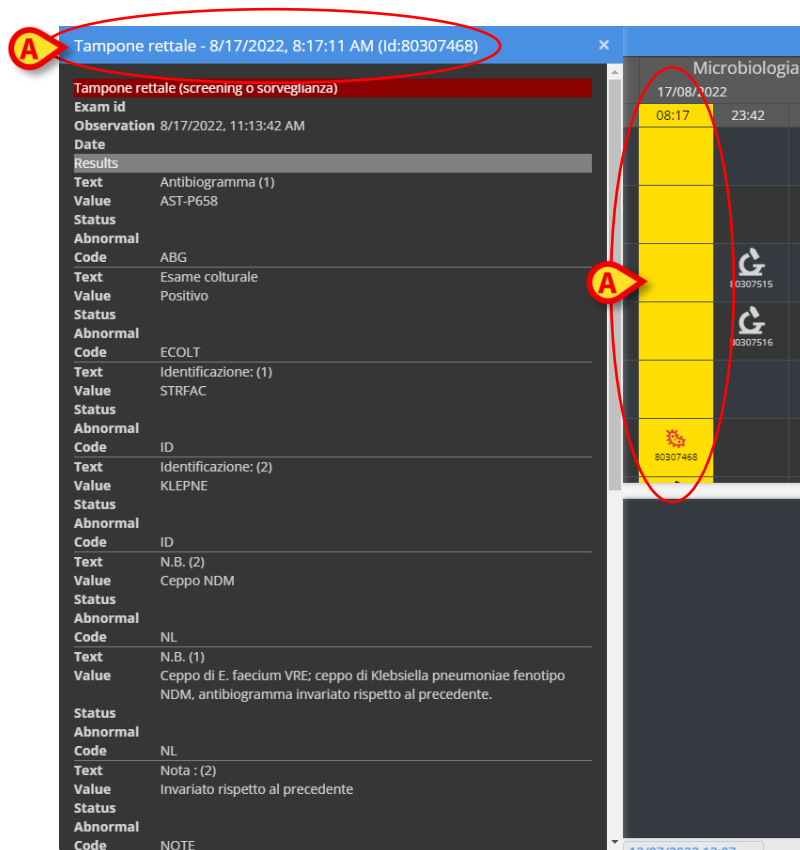 A
Tampone rettale - 8/17/2022, 8:17:11 AM (Id:80307468)
Tampone rettale (screening o sorveglianza)
Exam id
Observation 8/17/2022, 11:13:42 AM
Date
Results
Text Antibiogramma (1)
Value AST-P658
Status
Abnormal
Code ABG
Text Esame colturale
Value Positivo
Status
Abnormal
Code ECOLT
Text Identificazione: (1)
Value STRFAC
Status
Abnormal
Code ID
Text Identificazione: (2)
Value KLEPNE
Status
Abnormal
Code ID
Text N.B. (2)
Value Ceppo NDM
Status
Abnormal
Code NL
Text N.B. (1)
Value Ceppo di E. faecium VRE; ceppo di Klebsiella pneumoniae fenotipo
NDM, antibiogramma invariato rispetto al precedente.
Status
Abnormal
Code NL
Text Nota : (2)
Value Invariato rispetto al precedente
Status
Abnormal
Code NOTE
Microbiologia
17/08/2022
08:17 23:42
A
80307515
80307516
80307468